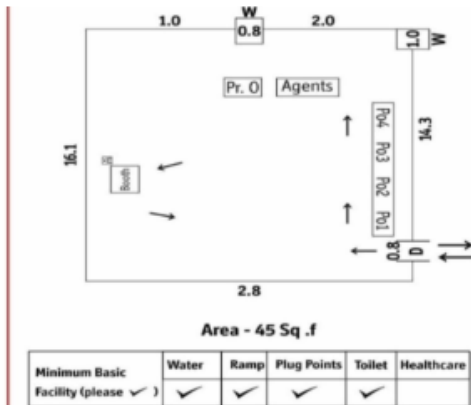 W
1.0 0.8 2.0
1.0 W
Pr. O Agents
Po4 Po3 Po2 Po1
14.3
16.1
Booth
0.8 D
2.8
Area - 45 Sq .f
Minimum Basic Facility (please ✓ ) Water Ramp Plug Points Toilet Healthcare
✓ ✓ ✓ ✓